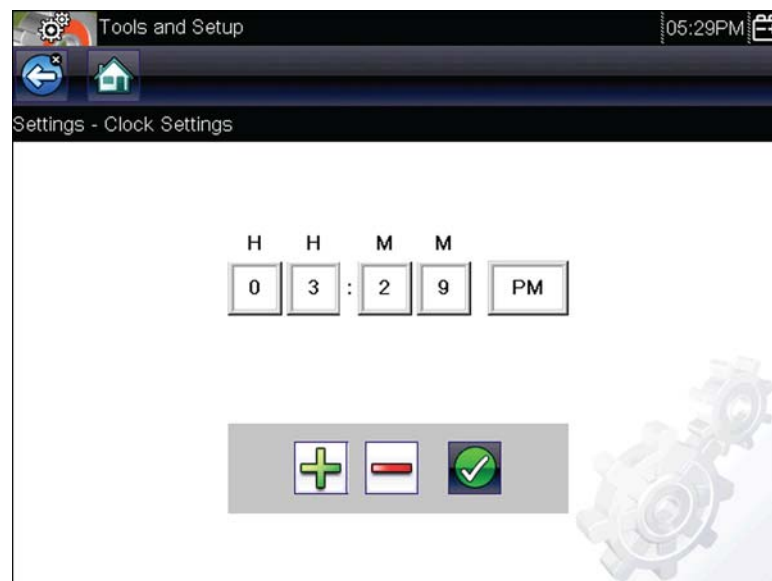 Tools and Setup 05:29PM
Settings - Clock Settings
H H M M
0 3 : 2 9 PM